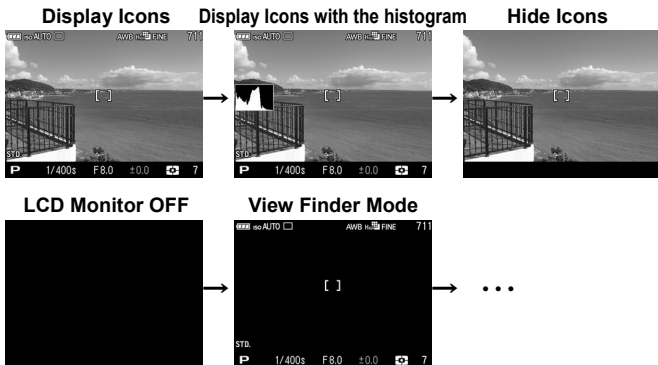 Display Icons
ISO AUTO AWB FINE 711
STD.
P 1/400s F8.0 ±0.0 7
Display Icons with the histogram
ISO AUTO AWB FINE 711
STD.
P 1/400s F8.0 ±0.0 7
Hide Icons
LCD Monitor OFF
View Finder Mode
ISO AUTO AWB FINE 711
STD.
P 1/400s F8.0 ±0.0 7